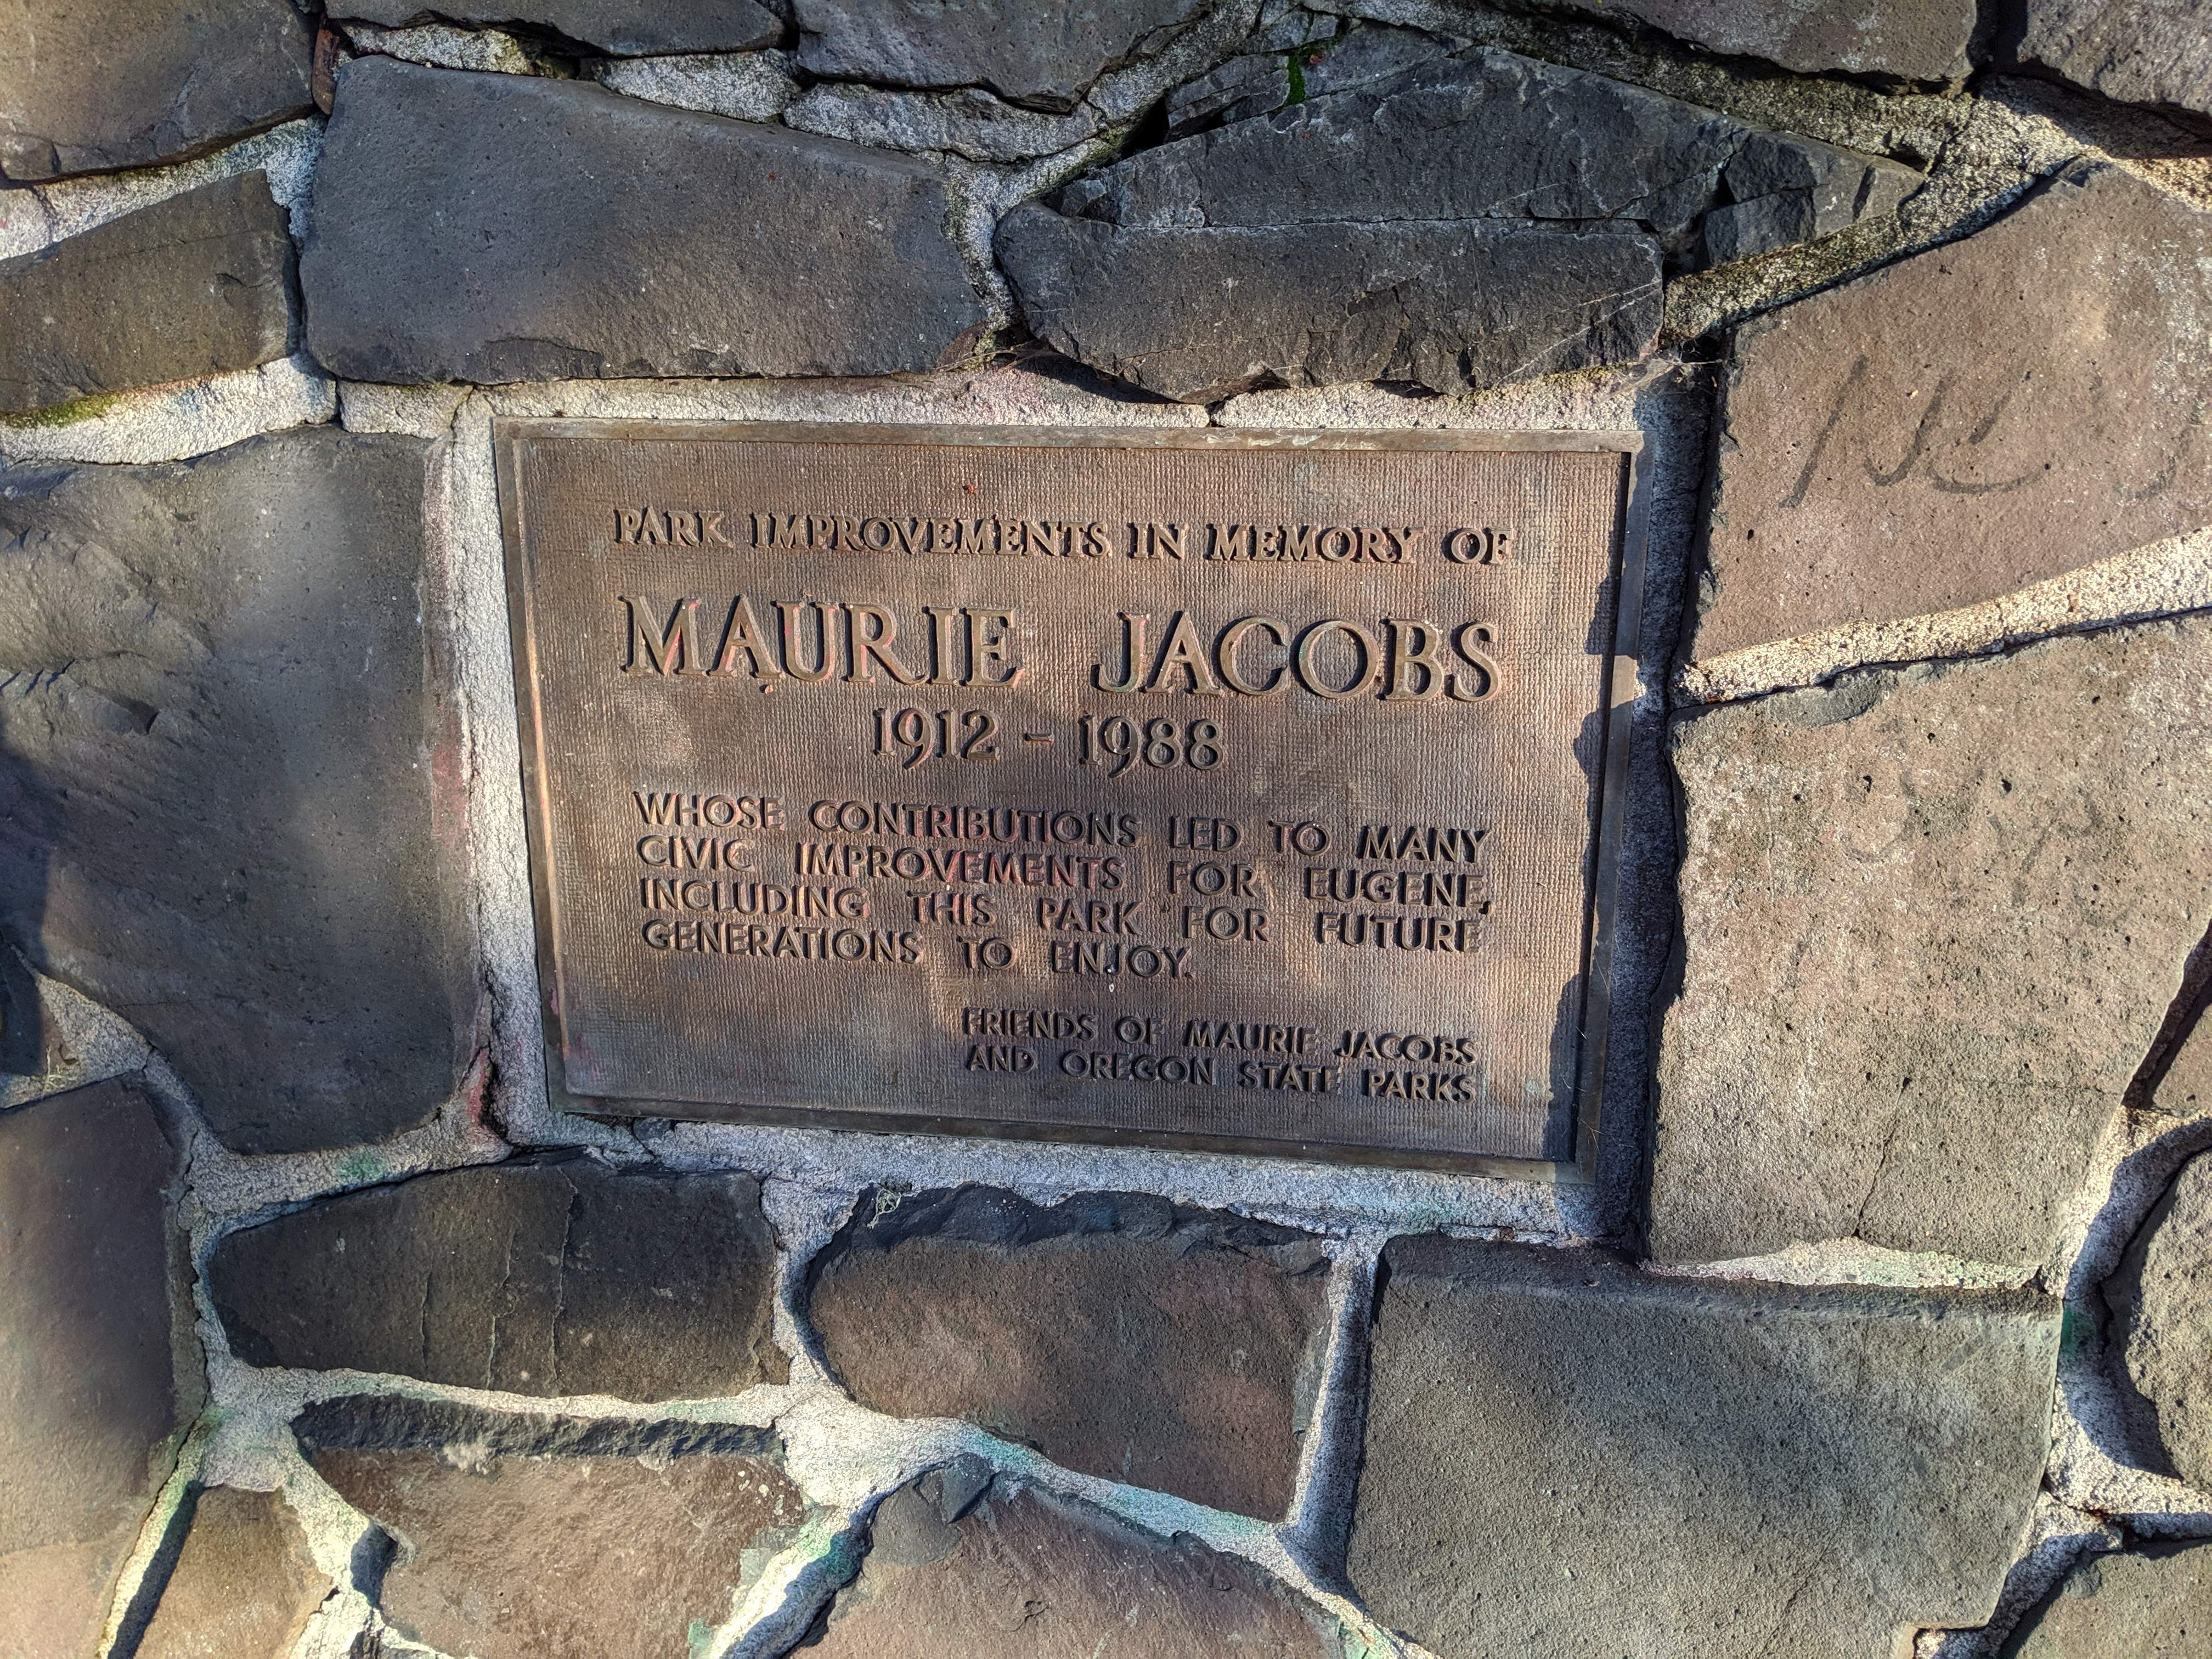 PARK IMPROVEMENTS IN MEMORY OF
MAURIE JACOBS
1912 - 1988
WHOSE CONTRIBUTIONS LED TO MANY
CIVIC IMPROVEMENTS FOR EUGENE,
INCLUDING THIS PARK FOR FUTURE
GENERATIONS TO ENJOY.
FRIENDS OF MAURIE JACOBS
AND OREGON STATE PARKS